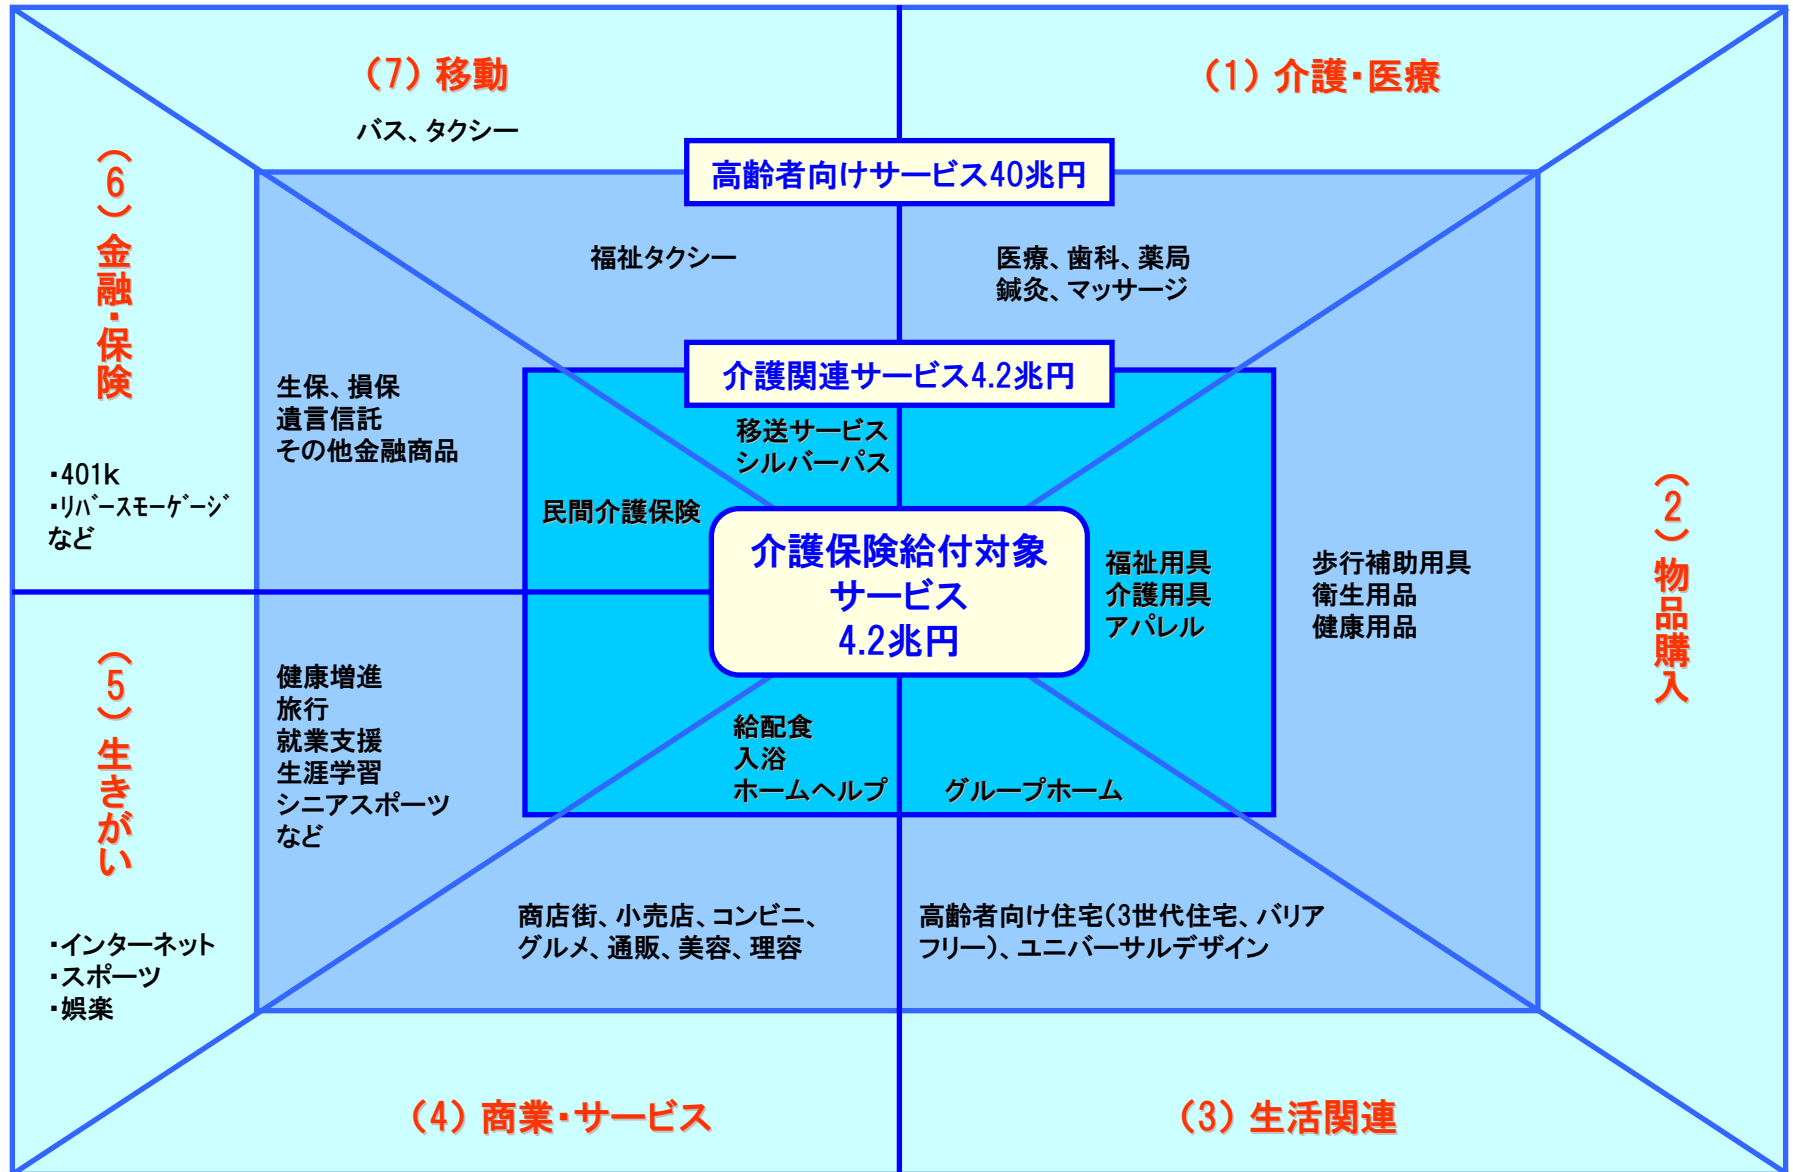 (7) 移動
バス、タクシー
(1) 介護・医療
高齢者向けサービス40兆円
福祉タクシー
医療、歯科、薬局
鍼灸、マッサージ
介護関連サービス4.2兆円
移送サービス
シルバーパス
(6) 金融・保険
・401k
・ﾘﾊﾞｰｽﾓｰｹﾞｰｼﾞ
など
生保、損保
遺言信託
その他金融商品
民間介護保険
介護保険給付対象
サービス
4.2兆円
福祉用具
介護用具
アパレル
歩行補助用具
衛生用品
健康用品
(2) 物品購入
(5) 生きがい
・インターネット
・スポーツ
・娯楽
健康増進
旅行
就業支援
生涯学習
シニアスポーツ
など
給配食
入浴
ホームヘルプ
グループホーム
商店街、小売店、コンビニ、
グルメ、通販、美容、理容
高齢者向け住宅(3世代住宅、バリア
フリー)、ユニバーサルデザイン
(4) 商業・サービス
(3) 生活関連